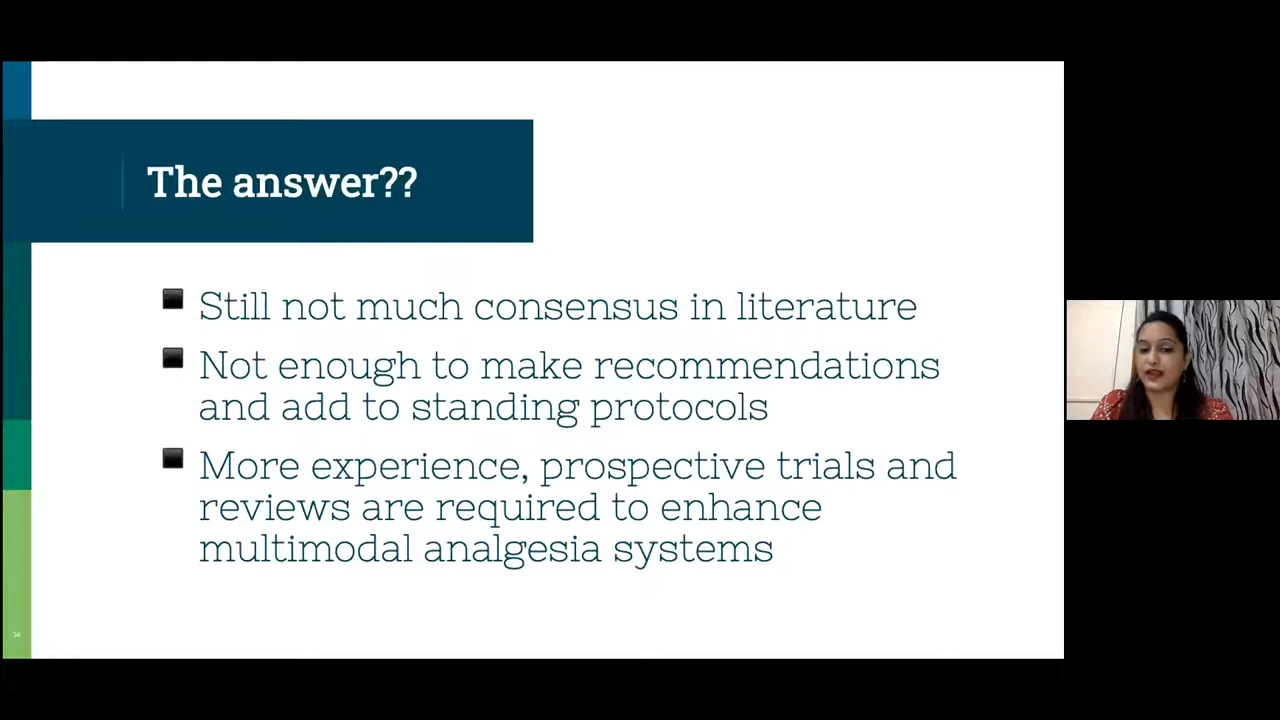 The answer??
Still not much consensus in literature
Not enough to make recommendations
and add to standing protocols
More experience, prospective trials and
reviews are required to enhance
multimodal analgesia systems
34